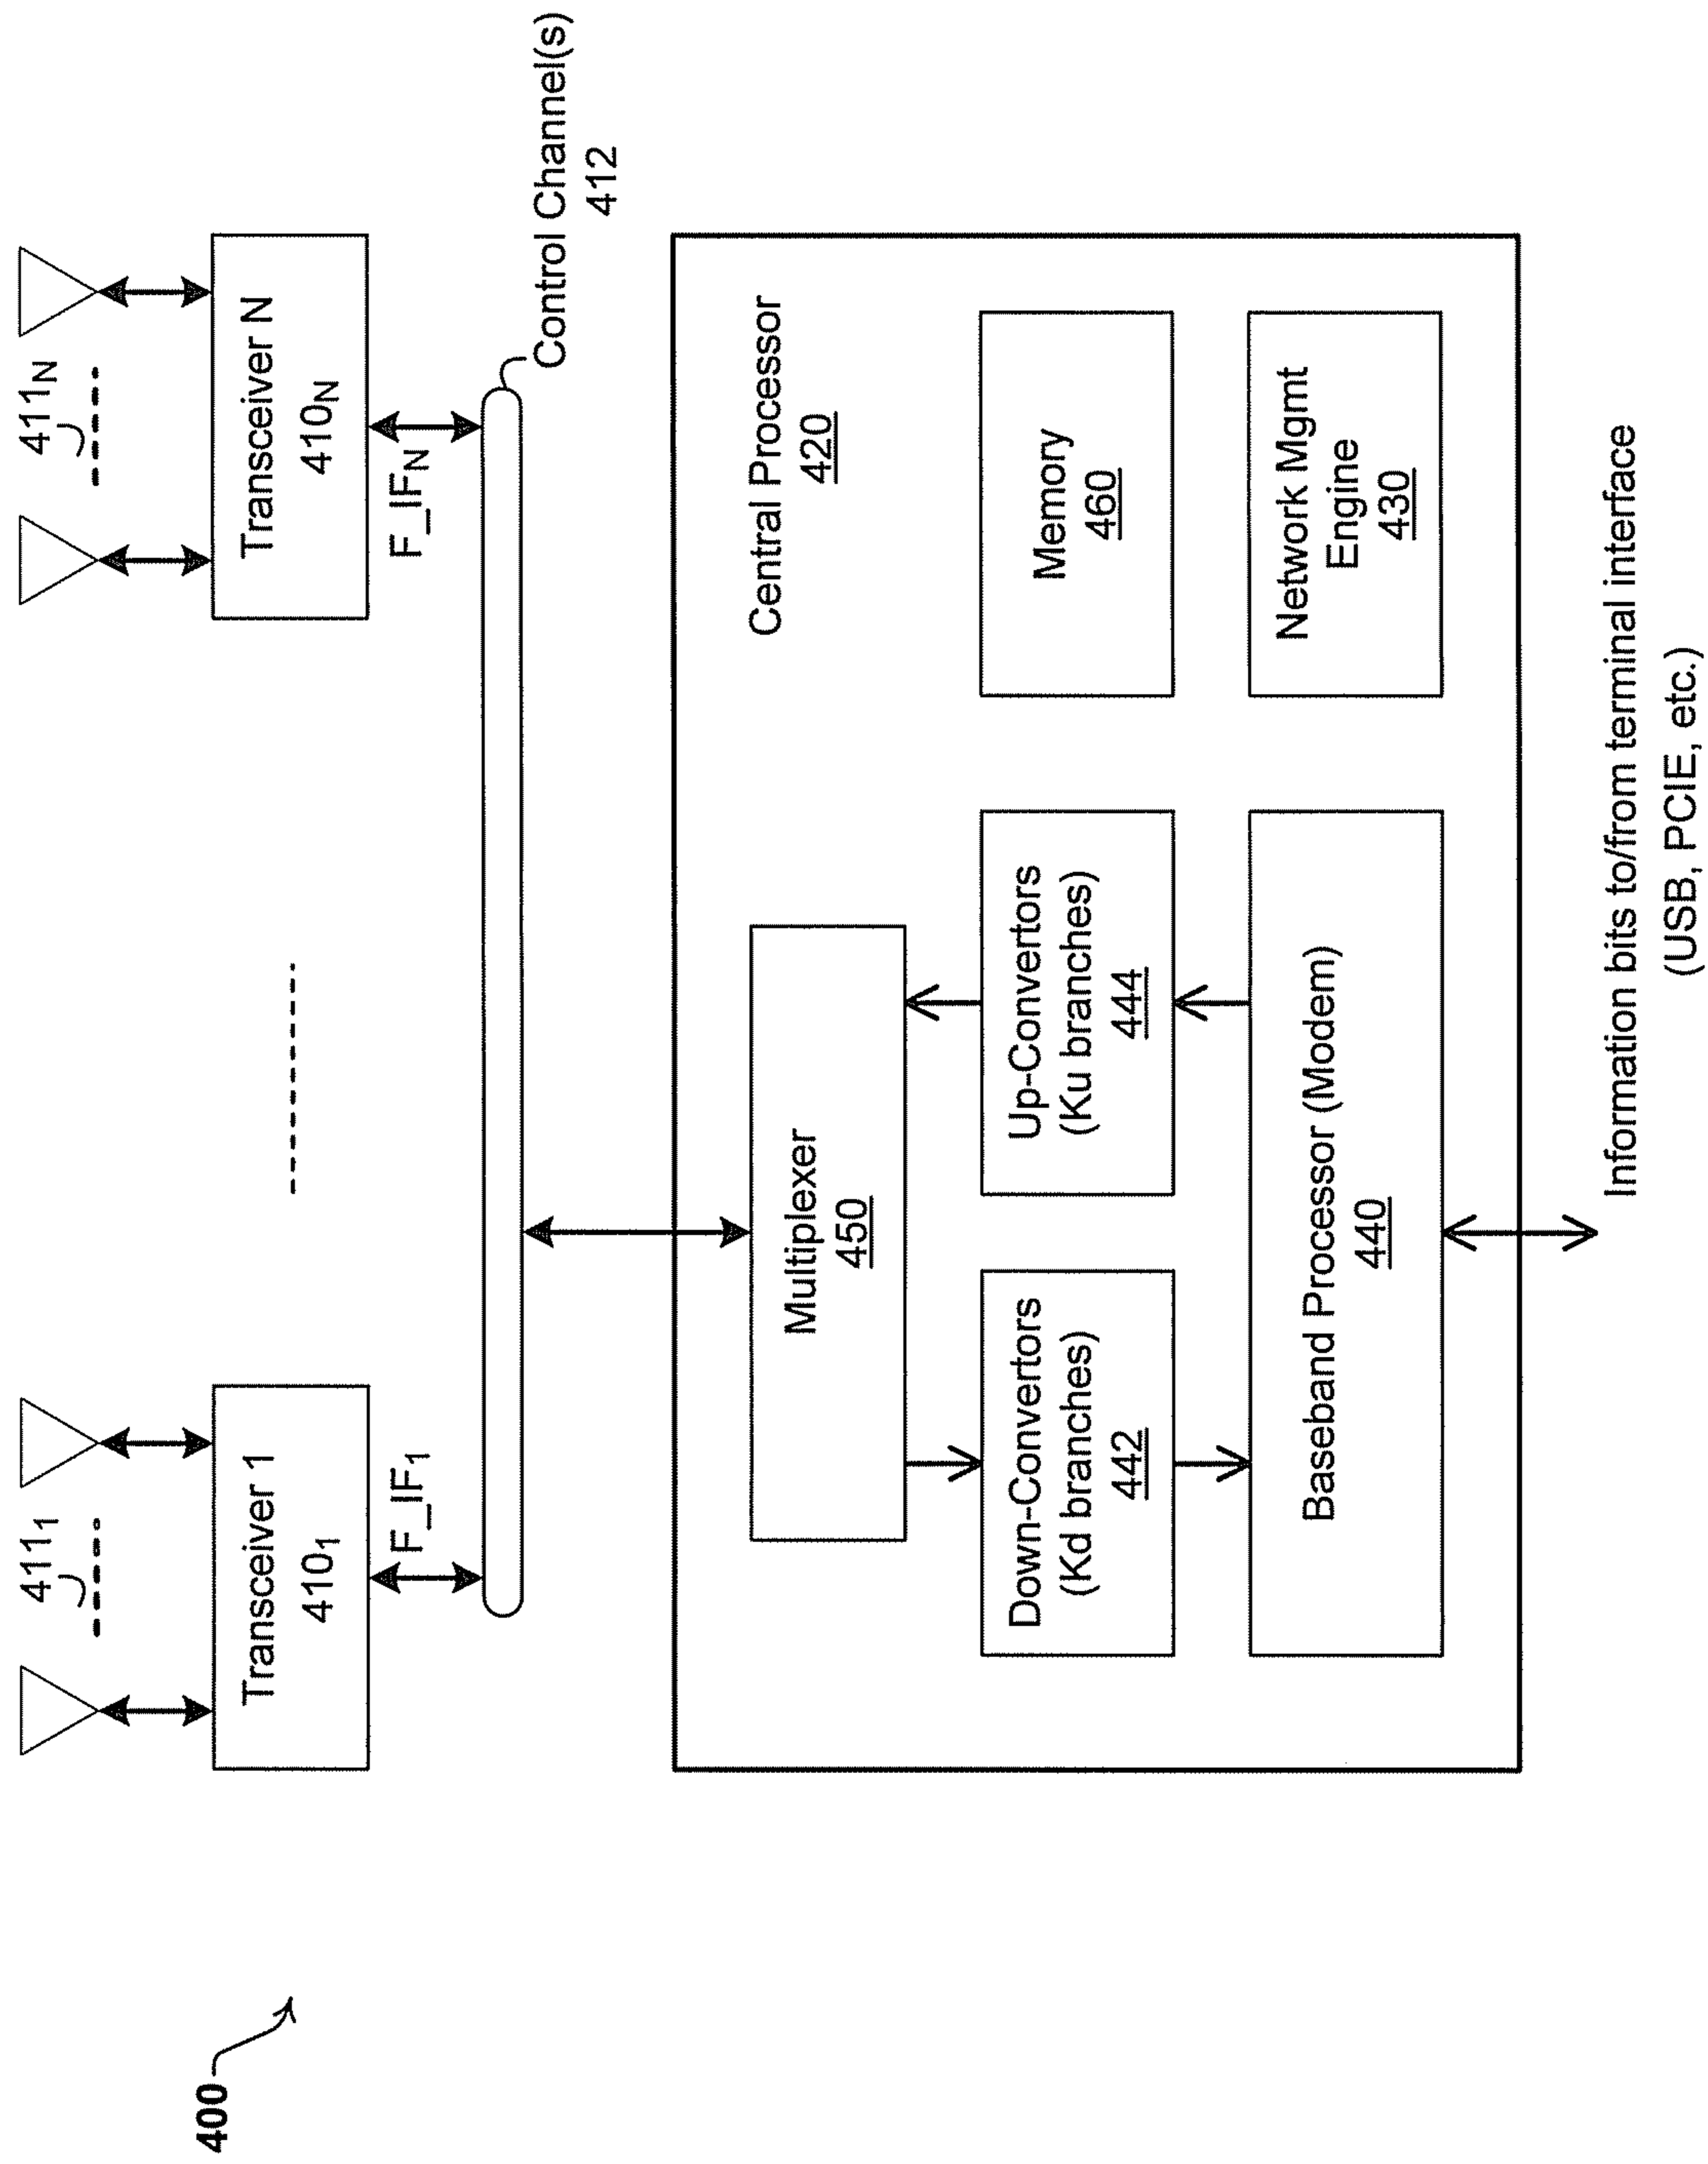 400
411₁
411N
Transceiver 1
410₁
Transceiver N
410N
F_IF₁
F_IFN
Control Channel(s)
412
Central Processor
420
Multiplexer
450
Down-Convertors
(Kd branches)
442
Up-Convertors
(Ku branches)
444
Memory
460
Baseband Processor (Modem)
440
Network Mgmt
Engine
430
Information bits to/from terminal interface
(USB, PCIE, etc.)